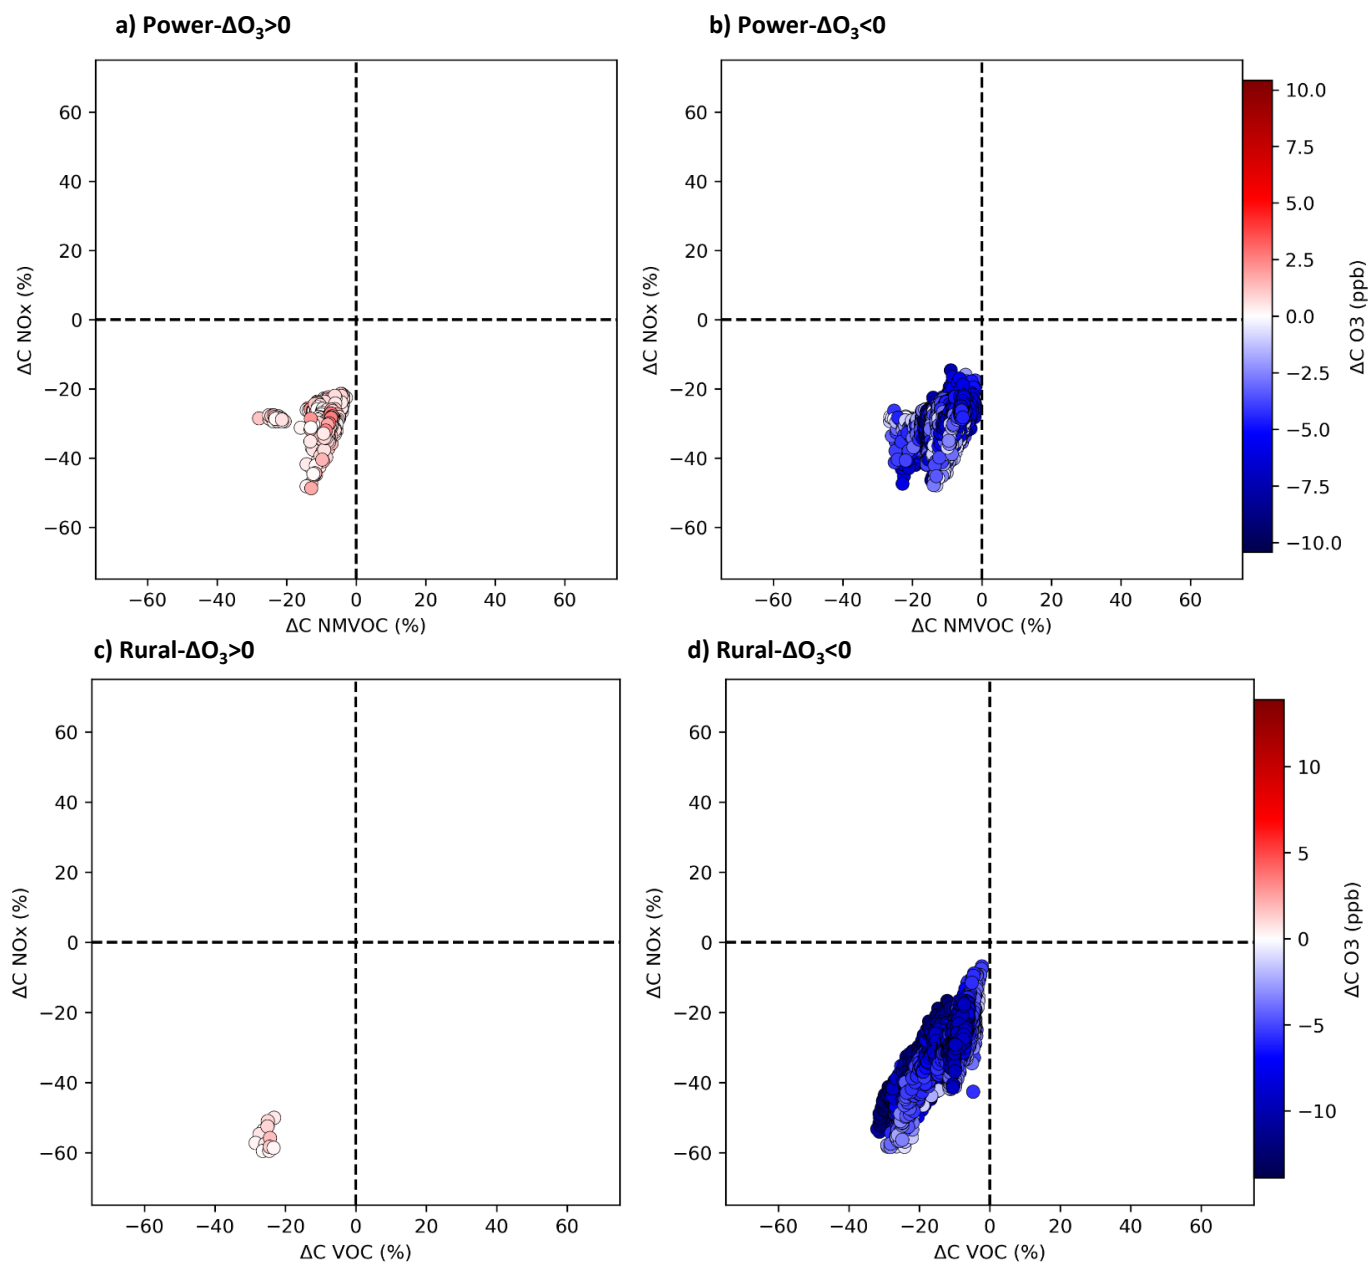 a) Power-ΔO₃>0
b) Power-ΔO₃<0
60
40
20
0
−20
−40
−60
ΔC NOx (%)
−60 −40 −20 0 20 40 60
ΔC NMVOC (%)
60
40
20
0
−20
−40
−60
ΔC NOx (%)
−60 −40 −20 0 20 40 60
ΔC NMVOC (%)
10.0
7.5
5.0
2.5
0.0
−2.5
−5.0
−7.5
−10.0
ΔC O3 (ppb)
c) Rural-ΔO₃>0
d) Rural-ΔO₃<0
60
40
20
0
−20
−40
−60
ΔC NOx (%)
−60 −40 −20 0 20 40 60
ΔC VOC (%)
60
40
20
0
−20
−40
−60
ΔC NOx (%)
−60 −40 −20 0 20 40 60
ΔC VOC (%)
10
5
0
−5
−10
ΔC O3 (ppb)